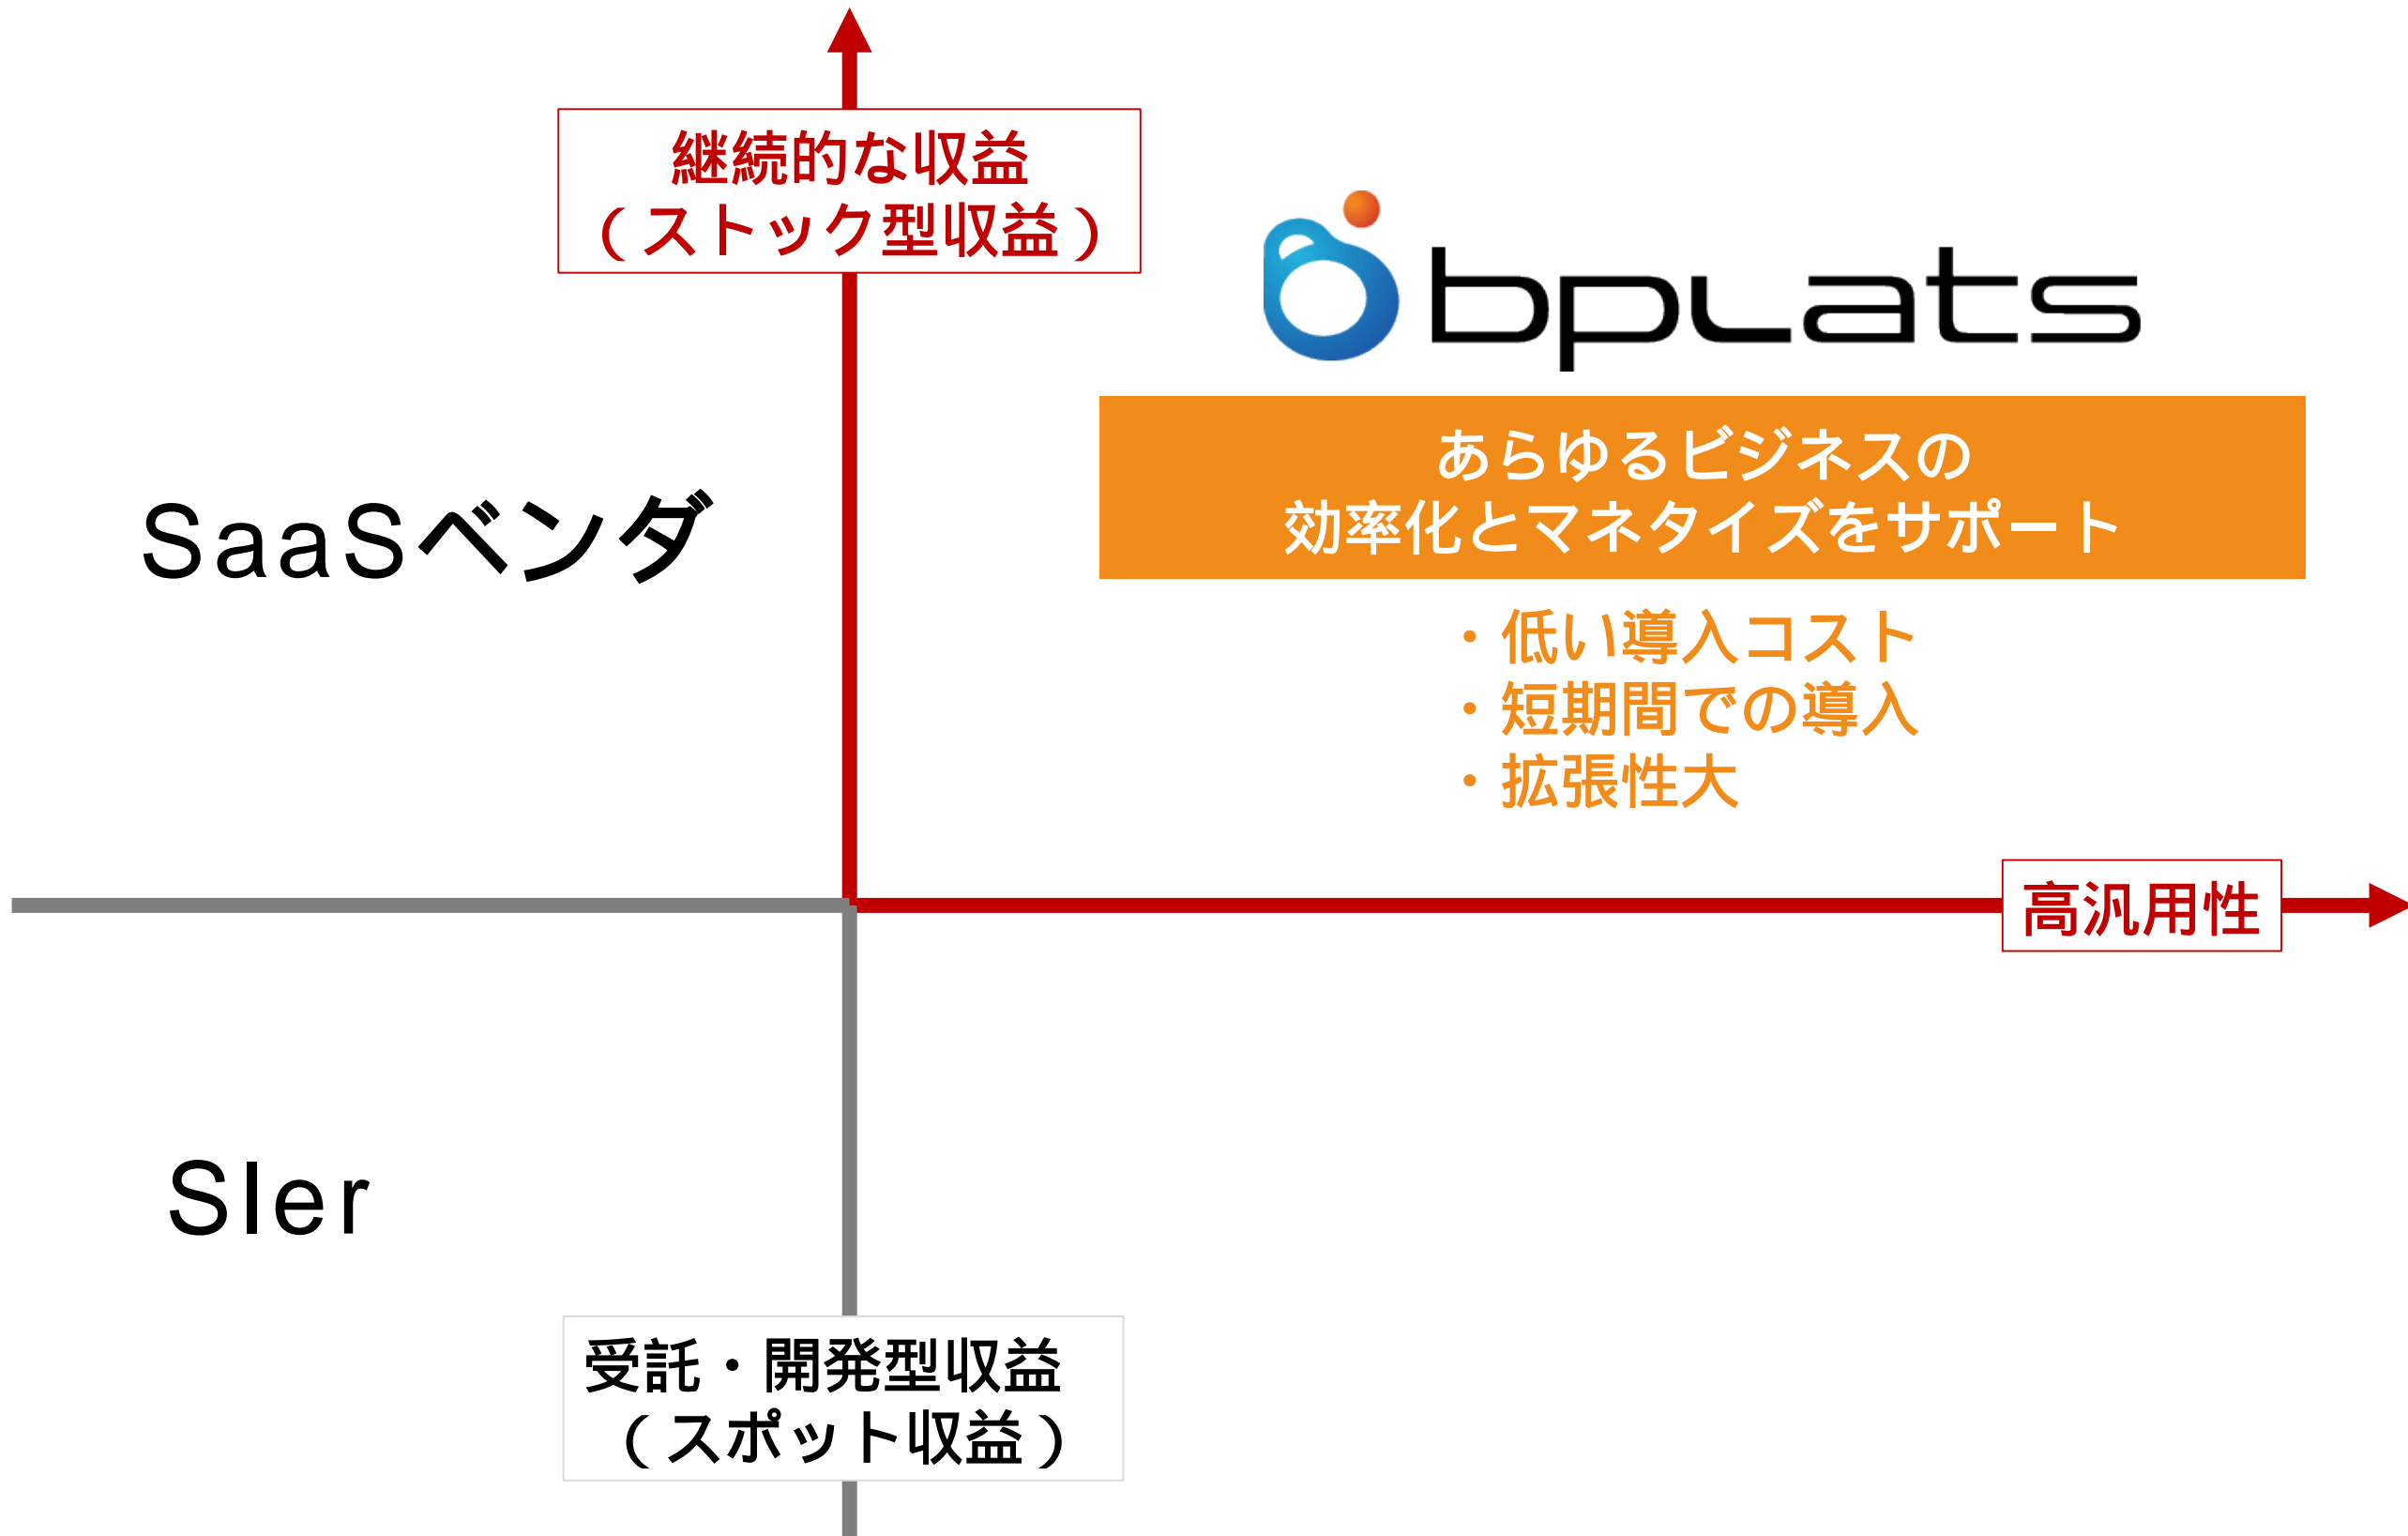 継続的な収益
（ストック型収益）
bplats
あらゆるビジネスの
効率化とマネタイズをサポート
SaaSベンダ
・低い導入コスト
・短期間での導入
・拡張性大
高汎用性
SIer
受託・開発型収益
（スポット収益）